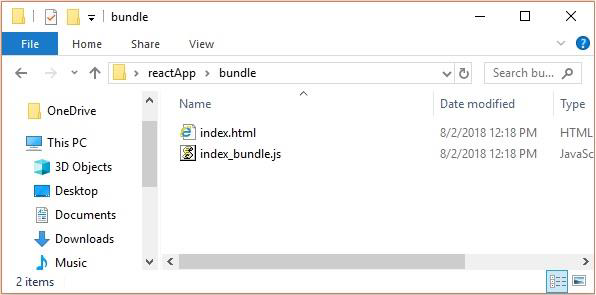 bundle
File Home Share View
reactApp bundle Search bu...
OneDrive
This PC
3D Objects
Desktop
Documents
Downloads
Music
Name Date modified Type
index.html 8/2/2018 12:18 PM HTML
index_bundle.js 8/2/2018 12:18 PM JavaSc
2 items